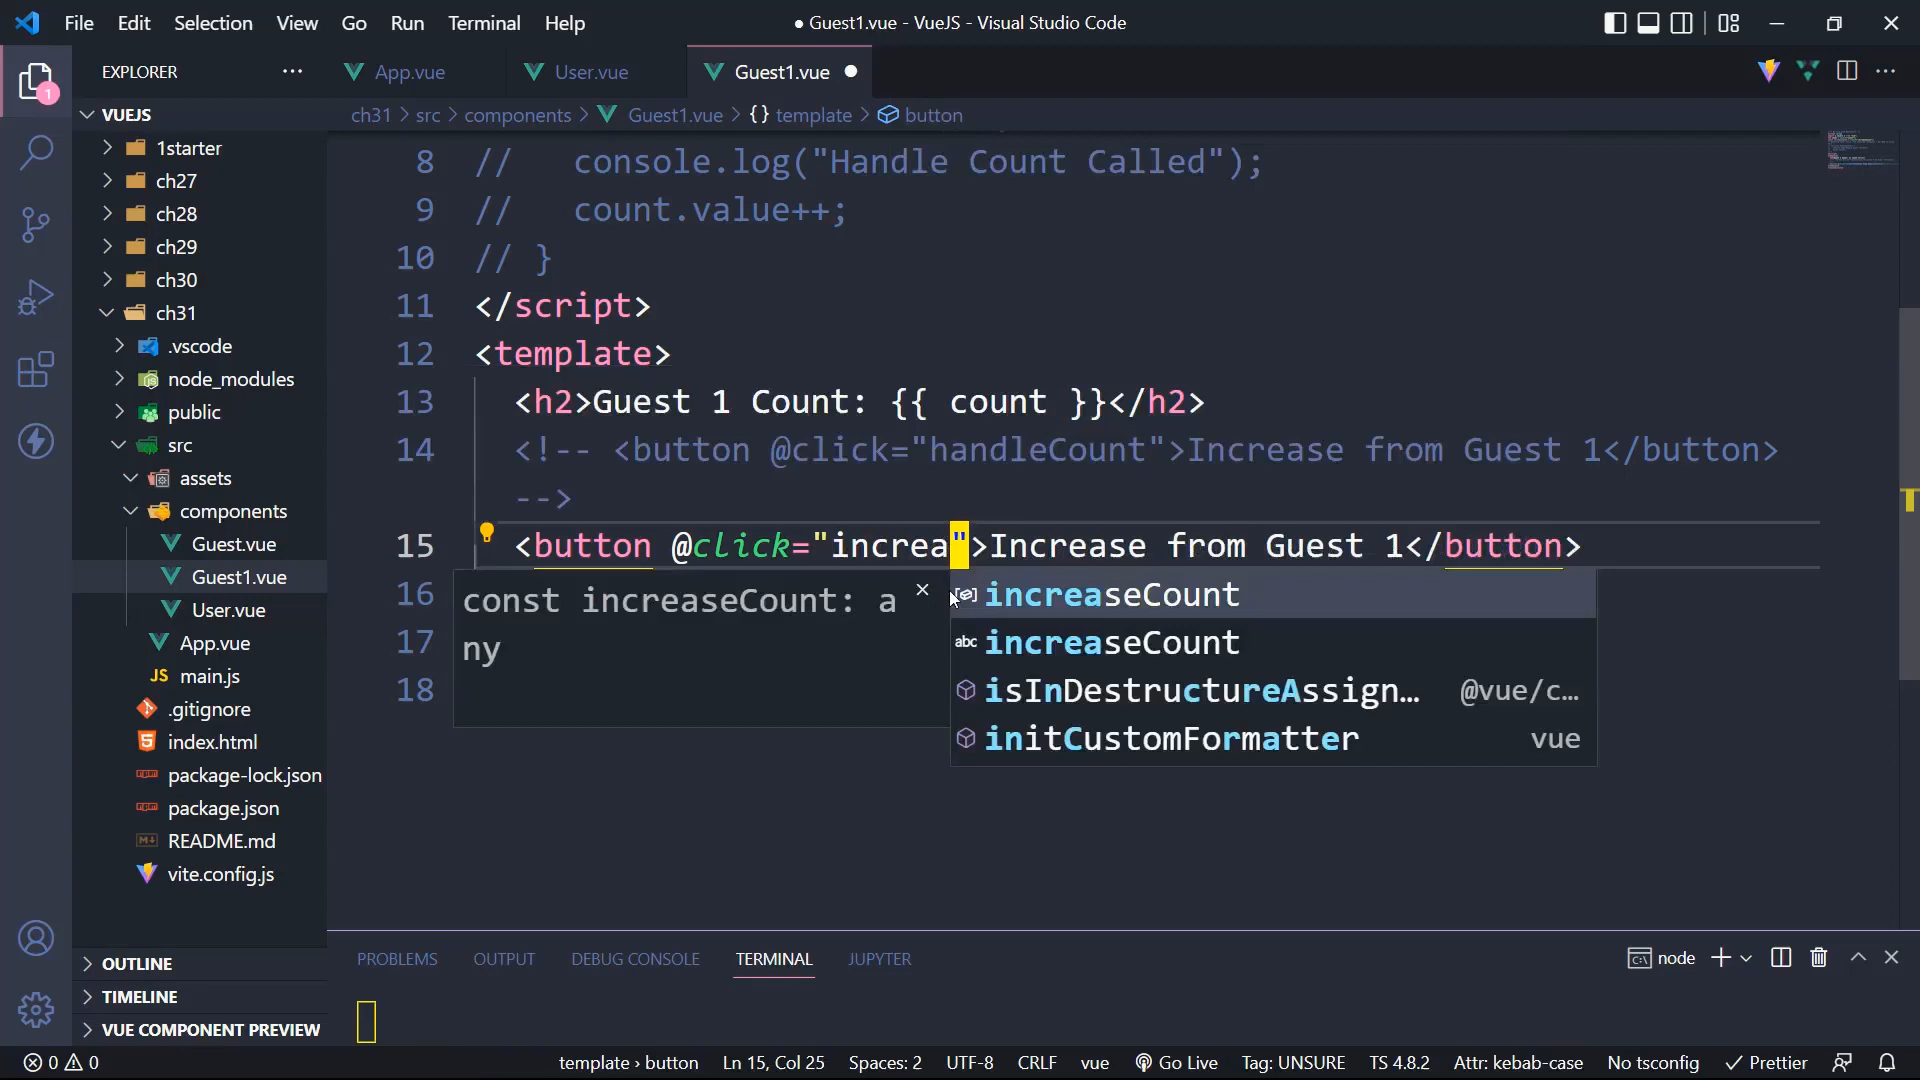 File Edit Selection View Go Run Terminal Help
● Guest1.vue - VueJS - Visual Studio Code
EXPLORER ···
App.vue User.vue Guest1.vue ●
1
VUEJS
ch31 > src > components > Guest1.vue > {} template > button
1starter
ch27
ch28
ch29
ch30
ch31
.vscode
node_modules
public
src
assets
components
Guest.vue
Guest1.vue
User.vue
App.vue
JS main.js
.gitignore
index.html
package-lock.json
package.json
README.md
vite.config.js
OUTLINE
TIMELINE
VUE COMPONENT PREVIEW
8 // console.log("Handle Count Called");
9 // count.value++;
10 // }
11 </script>
12 <template>
13 <h2>Guest 1 Count: {{ count }}</h2>
14 <!-- <button @click="handleCount">Increase from Guest 1</button>
-->
15 <button @click="increa">Increase from Guest 1</button>
16
17
18
const increaseCount: a
ny
increaseCount
abc increaseCount
isInDestructureAssign… @vue/c…
initCustomFormatter vue
PROBLEMS OUTPUT DEBUG CONSOLE TERMINAL JUPYTER
node
0 0 template › button Ln 15, Col 25 Spaces: 2 UTF-8 CRLF vue Go Live Tag: UNSURE TS 4.8.2 Attr: kebab-case No tsconfig Prettier